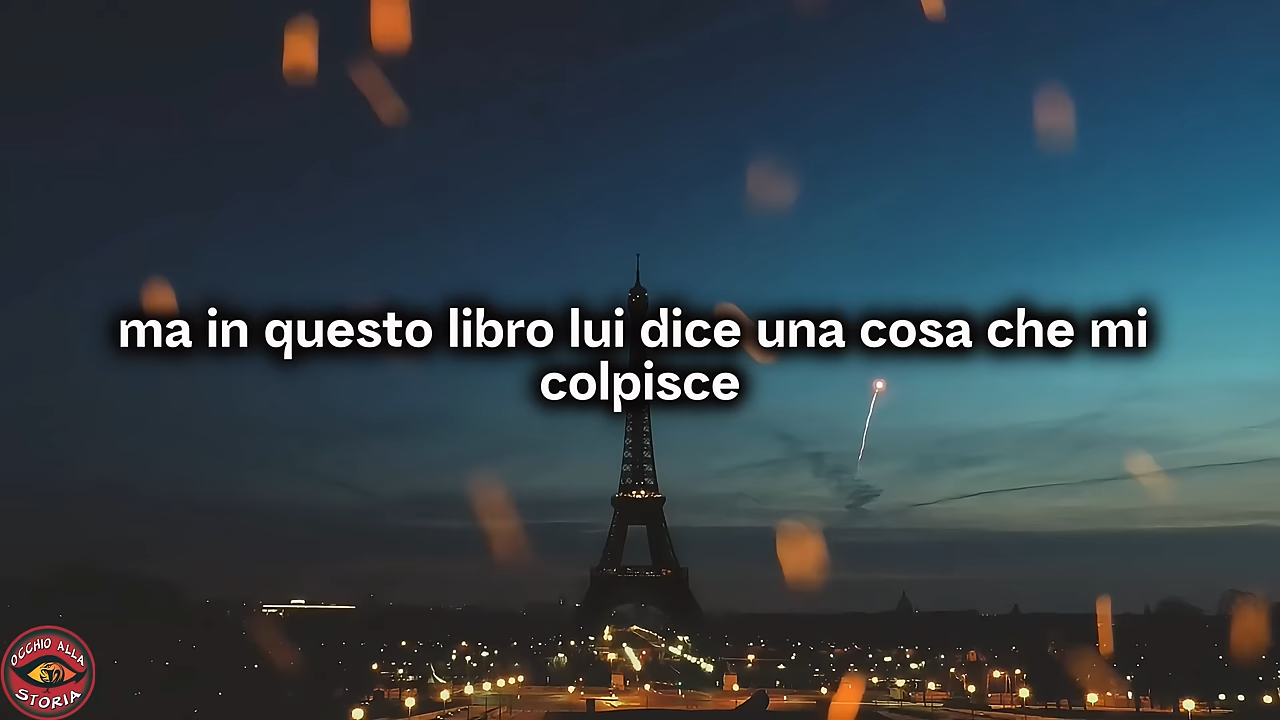 ma in questo libro lui dice una cosa che mi
colpisce
OCCHIO ALLA
STORIA